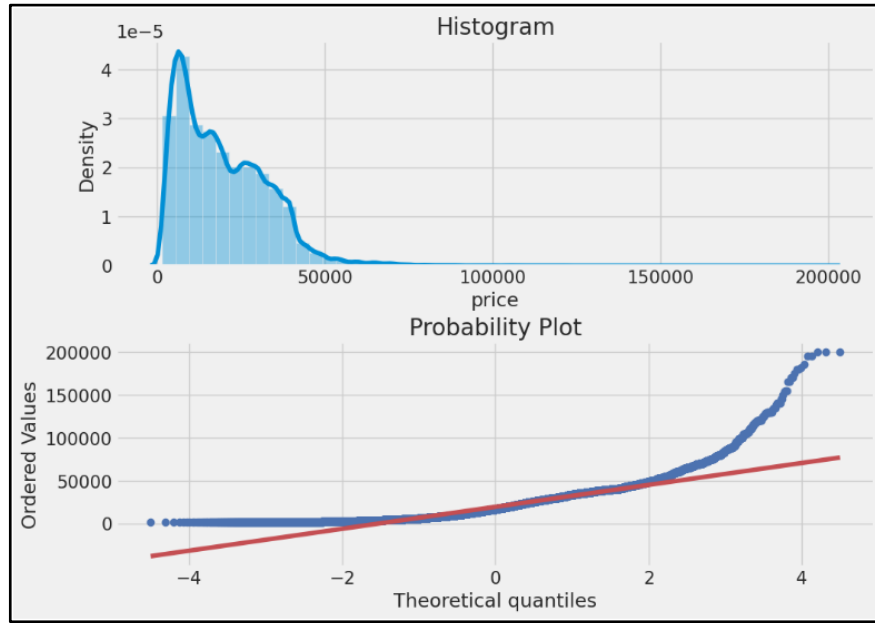 Histogram
1e−5
4
3
2
1
0
Density
0 50000 100000 150000 200000
price
Probability Plot
200000
150000
100000
50000
0
Ordered Values
−4 −2 0 2 4
Theoretical quantiles